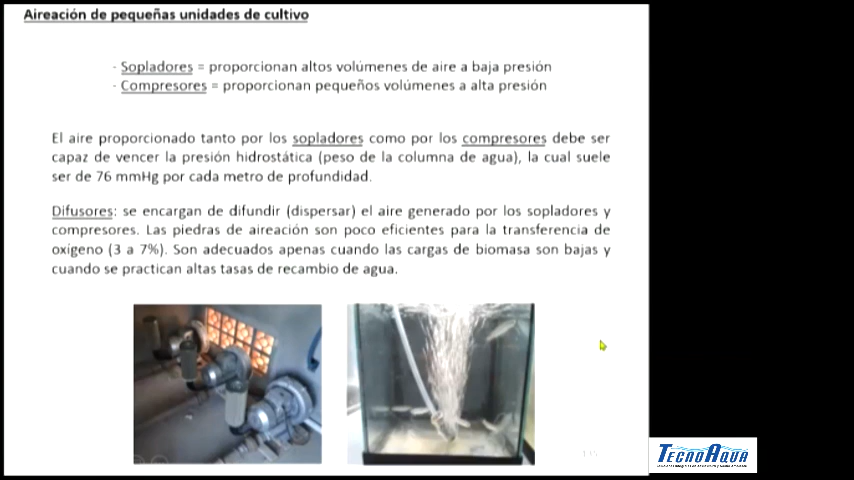 Aireación de pequeñas unidades de cultivo
- Sopladores = proporcionan altos volúmenes de aire a baja presión
- Compresores = proporcionan pequeños volúmenes a alta presión
El aire proporcionado tanto por los sopladores como por los compresores debe ser
capaz de vencer la presión hidrostática (peso de la columna de agua), la cual suele
ser de 76 mmHg por cada metro de profundidad.
Difusores: se encargan de difundir (dispersar) el aire generado por los sopladores y
compresores. Las piedras de aireación son poco eficientes para la transferencia de
oxígeno (3 a 7%). Son adecuados apenas cuando las cargas de biomasa son bajas y
cuando se practican altas tasas de recambio de agua.
TECNOAQUA